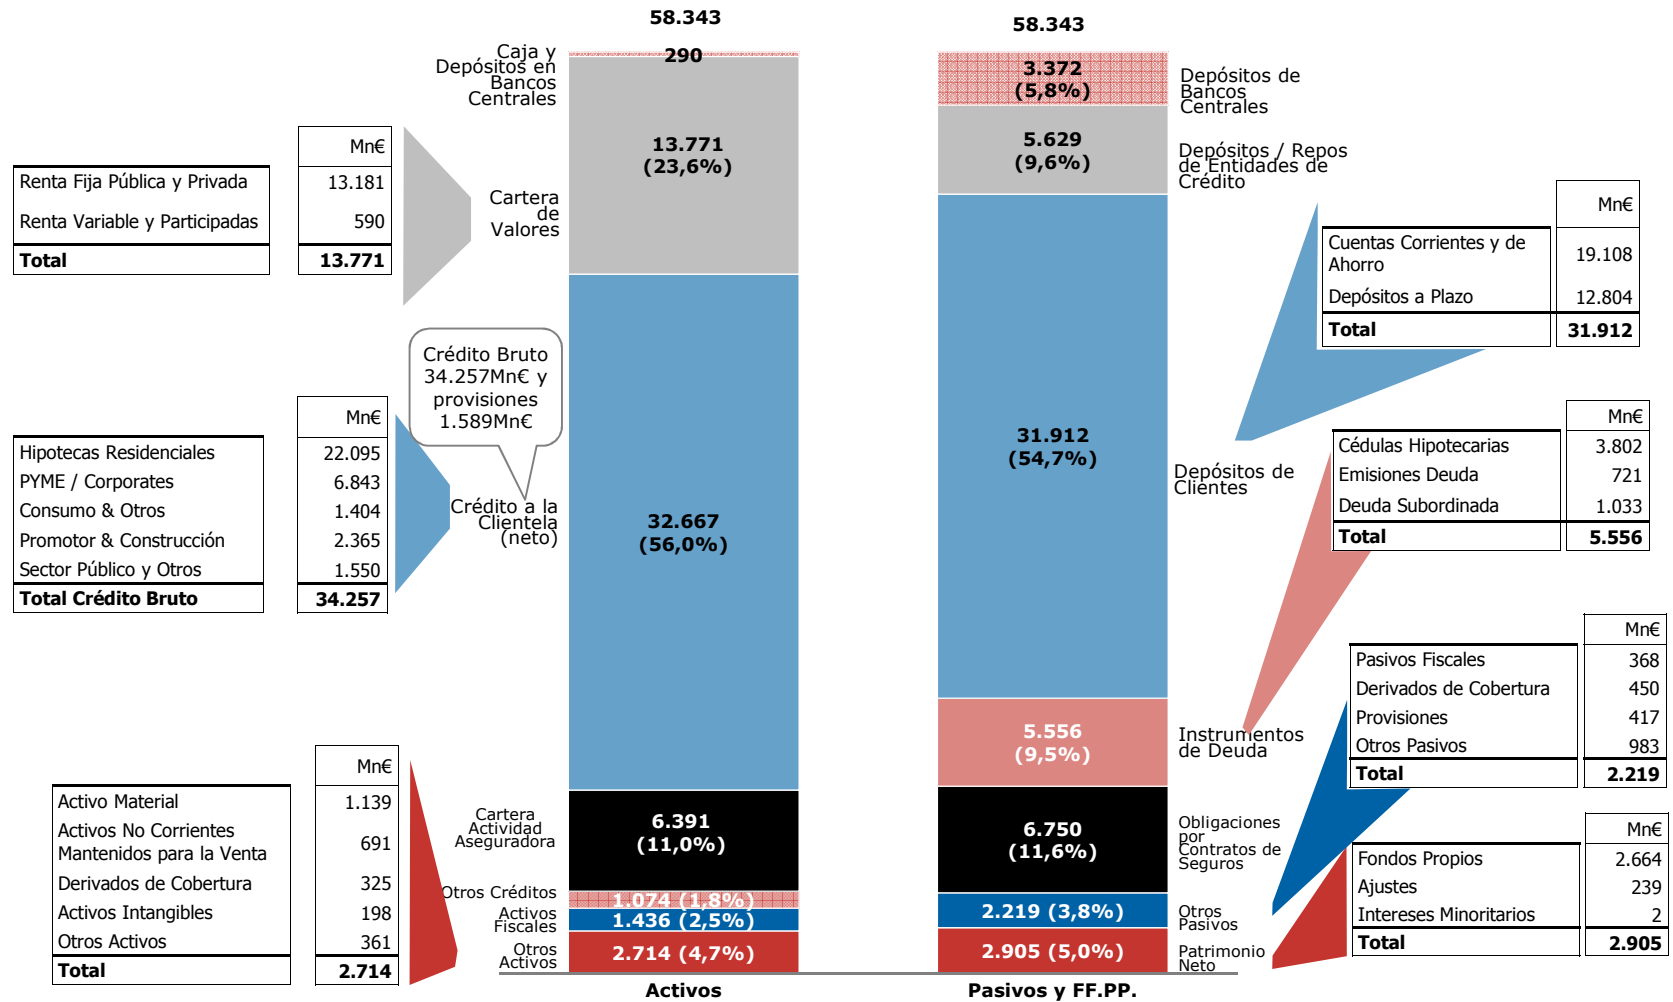 58.343
58.343
Caja y
Depósitos en
Bancos
Centrales
290
3.372
(5,8%)
Depósitos de
Bancos
Centrales
Mn€
Renta Fija Pública y Privada 13.181
Renta Variable y Participadas 590
Total 13.771
Cartera
de
Valores
13.771
(23,6%)
5.629
(9,6%)
Depósitos / Repos
de Entidades de
Crédito
Mn€
Cuentas Corrientes y de
Ahorro 19.108
Depósitos a Plazo 12.804
Total 31.912
Crédito Bruto
34.257Mn€ y
provisiones
1.589Mn€
Mn€
Hipotecas Residenciales 22.095
PYME / Corporates 6.843
Consumo & Otros 1.404
Promotor & Construcción 2.365
Sector Público y Otros 1.550
Total Crédito Bruto 34.257
Crédito a la
Clientela
(neto)
32.667
(56,0%)
31.912
(54,7%)
Depósitos de
Clientes
Mn€
Cédulas Hipotecarias 3.802
Emisiones Deuda 721
Deuda Subordinada 1.033
Total 5.556
5.556
(9,5%)
Instrumentos
de Deuda
Mn€
Pasivos Fiscales 368
Derivados de Cobertura 450
Provisiones 417
Otros Pasivos 983
Total 2.219
Mn€
Activo Material 1.139
Activos No Corrientes
Mantenidos para la Venta 691
Derivados de Cobertura 325
Activos Intangibles 198
Otros Activos 361
Total 2.714
Cartera
Actividad
Aseguradora
6.391
(11,0%)
6.750
(11,6%)
Obligaciones
por
Contratos de
Seguros
Otros Créditos
1.074 (1,8%)
Activos
Fiscales
1.436 (2,5%)
2.219 (3,8%)
Otros
Pasivos
Otros
Activos
2.714 (4,7%)
2.905 (5,0%)
Patrimonio
Neto
Mn€
Fondos Propios 2.664
Ajustes 239
Intereses Minoritarios 2
Total 2.905
Activos
Pasivos y FF.PP.